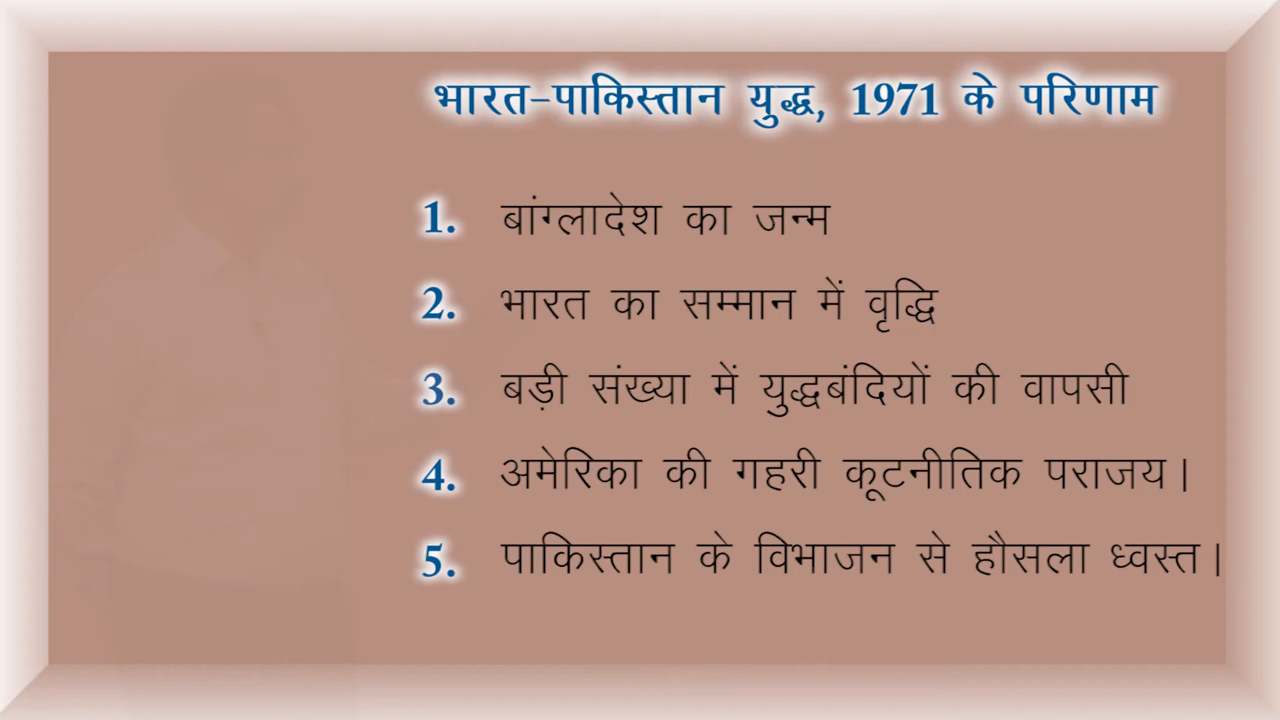 भारत-पाकिस्तान युद्ध, 1971 के परिणाम
1. बांग्लादेश का जन्म
2. भारत का सम्मान में वृद्धि
3. बड़ी संख्या में युद्धबंदियों की वापसी
4. अमेरिका की गहरी कूटनीतिक पराजय।
5. पाकिस्तान के विभाजन से हौसला ध्वस्त।